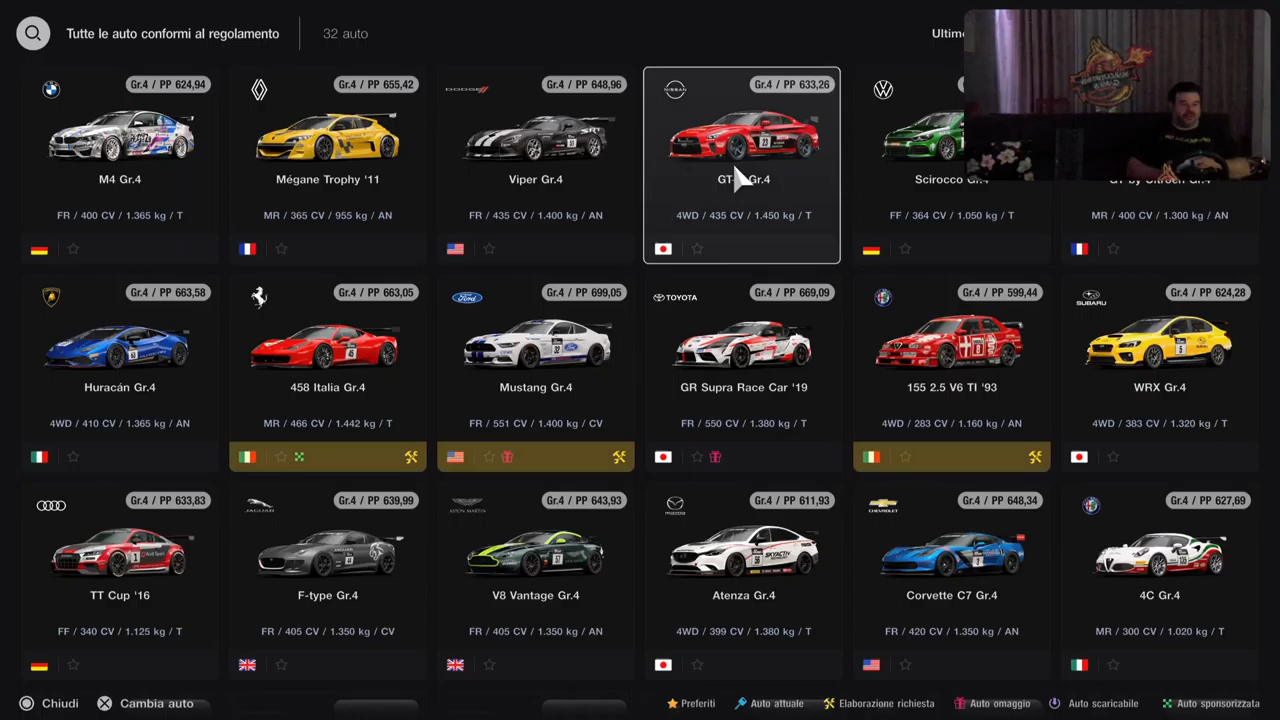 Tutte le auto conformi al regolamento
32 auto
Ultime
Gr.4 / PP 624,94
M4 Gr.4
FR / 400 CV / 1.365 kg / T
Gr.4 / PP 655,42
Mégane Trophy '11
MR / 365 CV / 955 kg / AN
DODGE
Gr.4 / PP 648,96
Viper Gr.4
FR / 435 CV / 1.400 kg / AN
NISSAN
Gr.4 / PP 633,26
Gr.4
4WD / 435 CV / 1.450 kg / T
Scirocco
FF / 364 CV / 1.050 kg / T
MR / 400 CV / 1.300 kg / AN
Gr.4 / PP 663,58
Huracán Gr.4
4WD / 410 CV / 1.365 kg / AN
Gr.4 / PP 663,05
458 Italia Gr.4
MR / 466 CV / 1.442 kg / T
Ford
Gr.4 / PP 699,05
Mustang Gr.4
FR / 551 CV / 1.400 kg / CV
TOYOTA
Gr.4 / PP 669,09
GR Supra Race Car '19
FR / 550 CV / 1.380 kg / T
Gr.4 / PP 599,44
155 2.5 V6 TI '93
4WD / 283 CV / 1.160 kg / AN
SUBARU
Gr.4 / PP 624,28
WRX Gr.4
4WD / 383 CV / 1.320 kg / T
Gr.4 / PP 633,83
TT Cup '16
FF / 340 CV / 1.125 kg / T
JAGUAR
Gr.4 / PP 639,99
F-type Gr.4
FR / 405 CV / 1.350 kg / CV
ASTON MARTIN
Gr.4 / PP 643,93
V8 Vantage Gr.4
FR / 405 CV / 1.350 kg / AN
mazda
Gr.4 / PP 611,93
Atenza Gr.4
4WD / 399 CV / 1.380 kg / T
CHEVROLET
Gr.4 / PP 648,34
Corvette C7 Gr.4
FR / 420 CV / 1.350 kg / AN
Gr.4 / PP 627,69
4C Gr.4
MR / 300 CV / 1.020 kg / T
Chiudi
Cambia auto
Preferiti
Auto attuale
Elaborazione richiesta
Auto omaggio
Auto scaricabile
Auto sponsorizzata